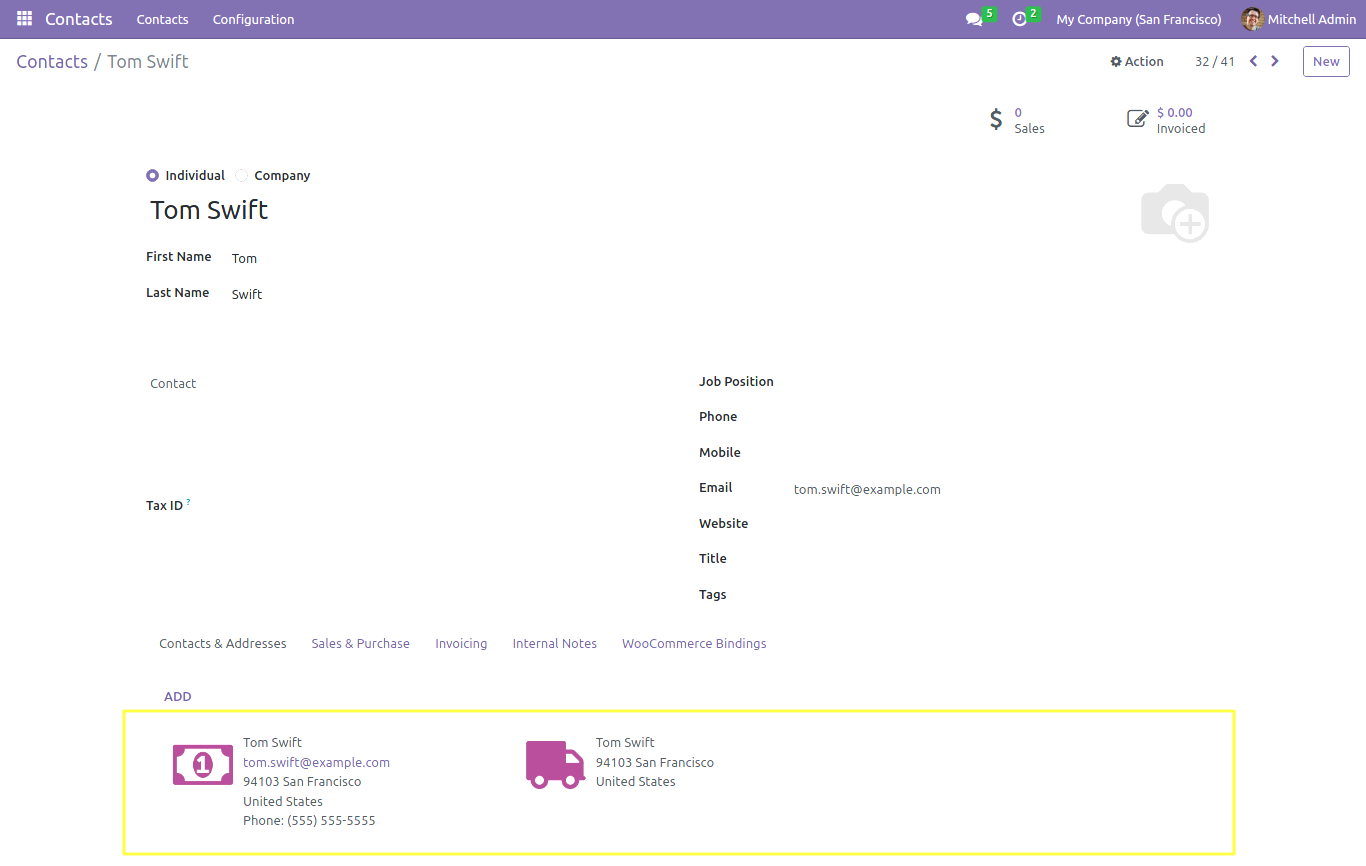 Contacts Contacts Configuration 5 2 My Company (San Francisco) Mitchell Admin
Contacts / Tom Swift Action 32 / 41 New
0
Sales
$ 0.00
Invoiced
Individual Company
Tom Swift
First Name Tom
Last Name Swift
Contact
Tax ID ?
Job Position
Phone
Mobile
Email tom.swift@example.com
Website
Title
Tags
Contacts & Addresses Sales & Purchase Invoicing Internal Notes WooCommerce Bindings
ADD
1
Tom Swift
tom.swift@example.com
94103 San Francisco
United States
Phone: (555) 555-5555
Tom Swift
94103 San Francisco
United States